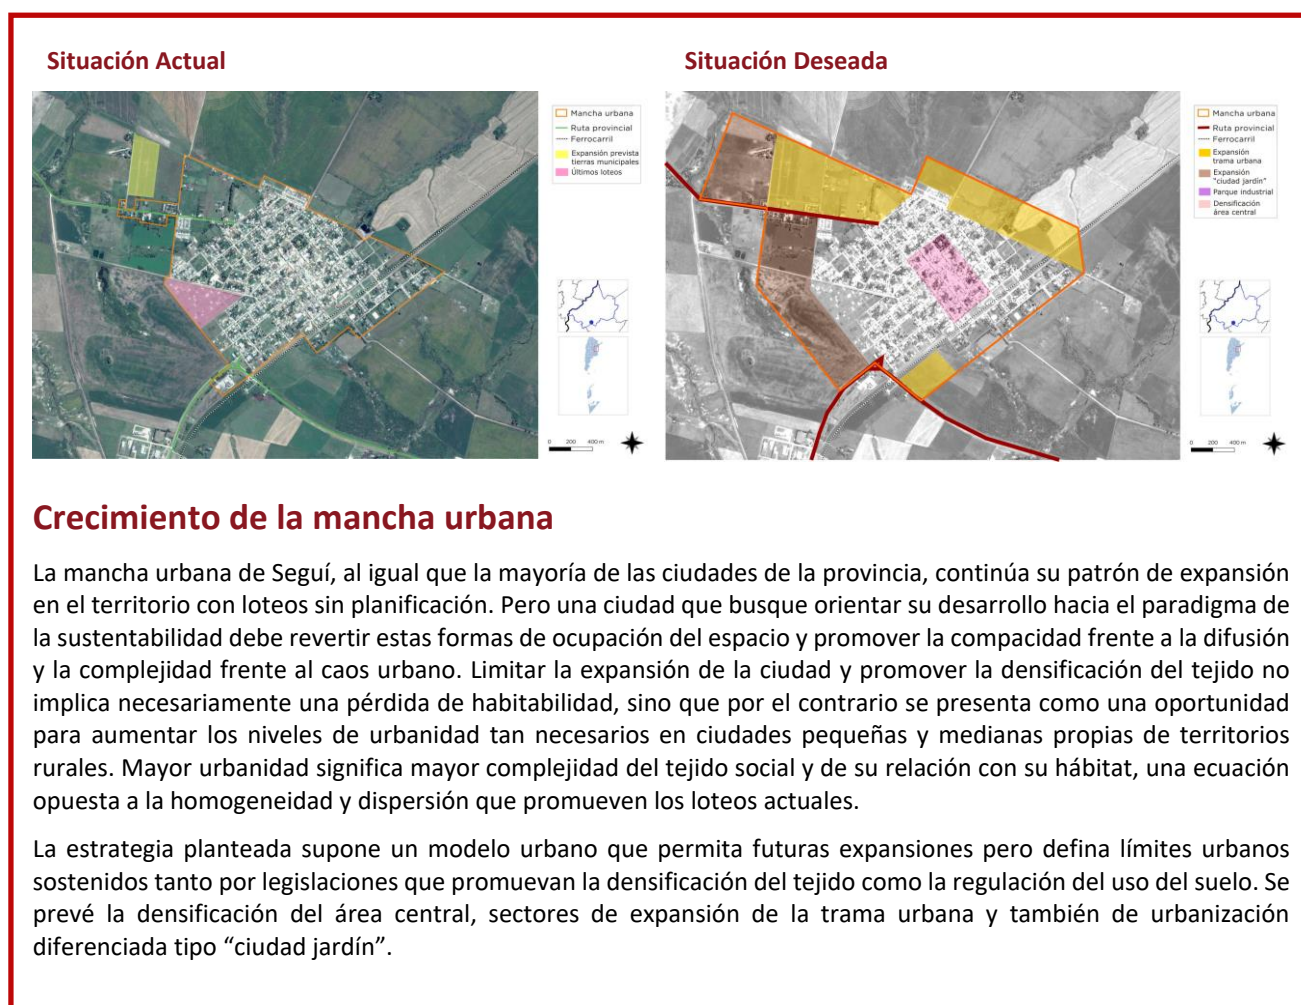 Situación Actual
Situación Deseada
Mancha urbana
Ruta provincial
Ferrocarril
Expansión prevista
tierras municipales
Últimos loteos
0 200 400 m
Mancha urbana
Ruta provincial
Ferrocarril
Expansión
trama urbana
Expansión
"ciudad jardín"
Parque industrial
Densificación
área central
0 200 400 m
Crecimiento de la mancha urbana
La mancha urbana de Seguí, al igual que la mayoría de las ciudades de la provincia, continúa su patrón de expansión
en el territorio con loteos sin planificación. Pero una ciudad que busque orientar su desarrollo hacia el paradigma de
la sustentabilidad debe revertir estas formas de ocupación del espacio y promover la compacidad frente a la difusión
y la complejidad frente al caos urbano. Limitar la expansión de la ciudad y promover la densificación del tejido no
implica necesariamente una pérdida de habitabilidad, sino que por el contrario se presenta como una oportunidad
para aumentar los niveles de urbanidad tan necesarios en ciudades pequeñas y medianas propias de territorios
rurales. Mayor urbanidad significa mayor complejidad del tejido social y de su relación con su hábitat, una ecuación
opuesta a la homogeneidad y dispersión que promueven los loteos actuales.
La estrategia planteada supone un modelo urbano que permita futuras expansiones pero defina límites urbanos
sostenidos tanto por legislaciones que promuevan la densificación del tejido como la regulación del uso del suelo. Se
prevé la densificación del área central, sectores de expansión de la trama urbana y también de urbanización
diferenciada tipo “ciudad jardín”.